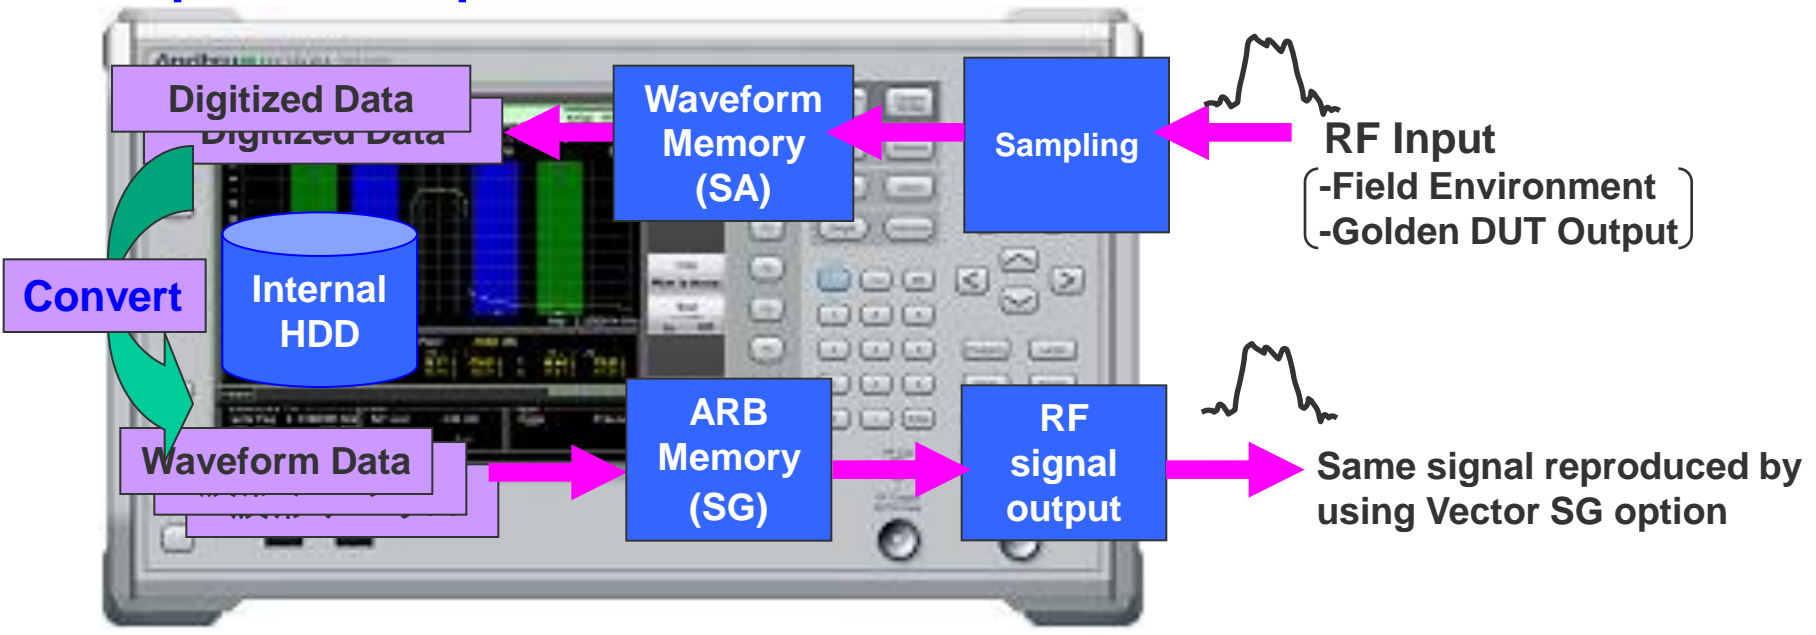 Digitized Data
Digitized Data
Waveform
Memory
(SA)
Sampling
RF Input
-Field Environment
-Golden DUT Output
Convert
Internal
HDD
Waveform Data
ARB
Memory
(SG)
RF
signal
output
Same signal reproduced by
using Vector SG option